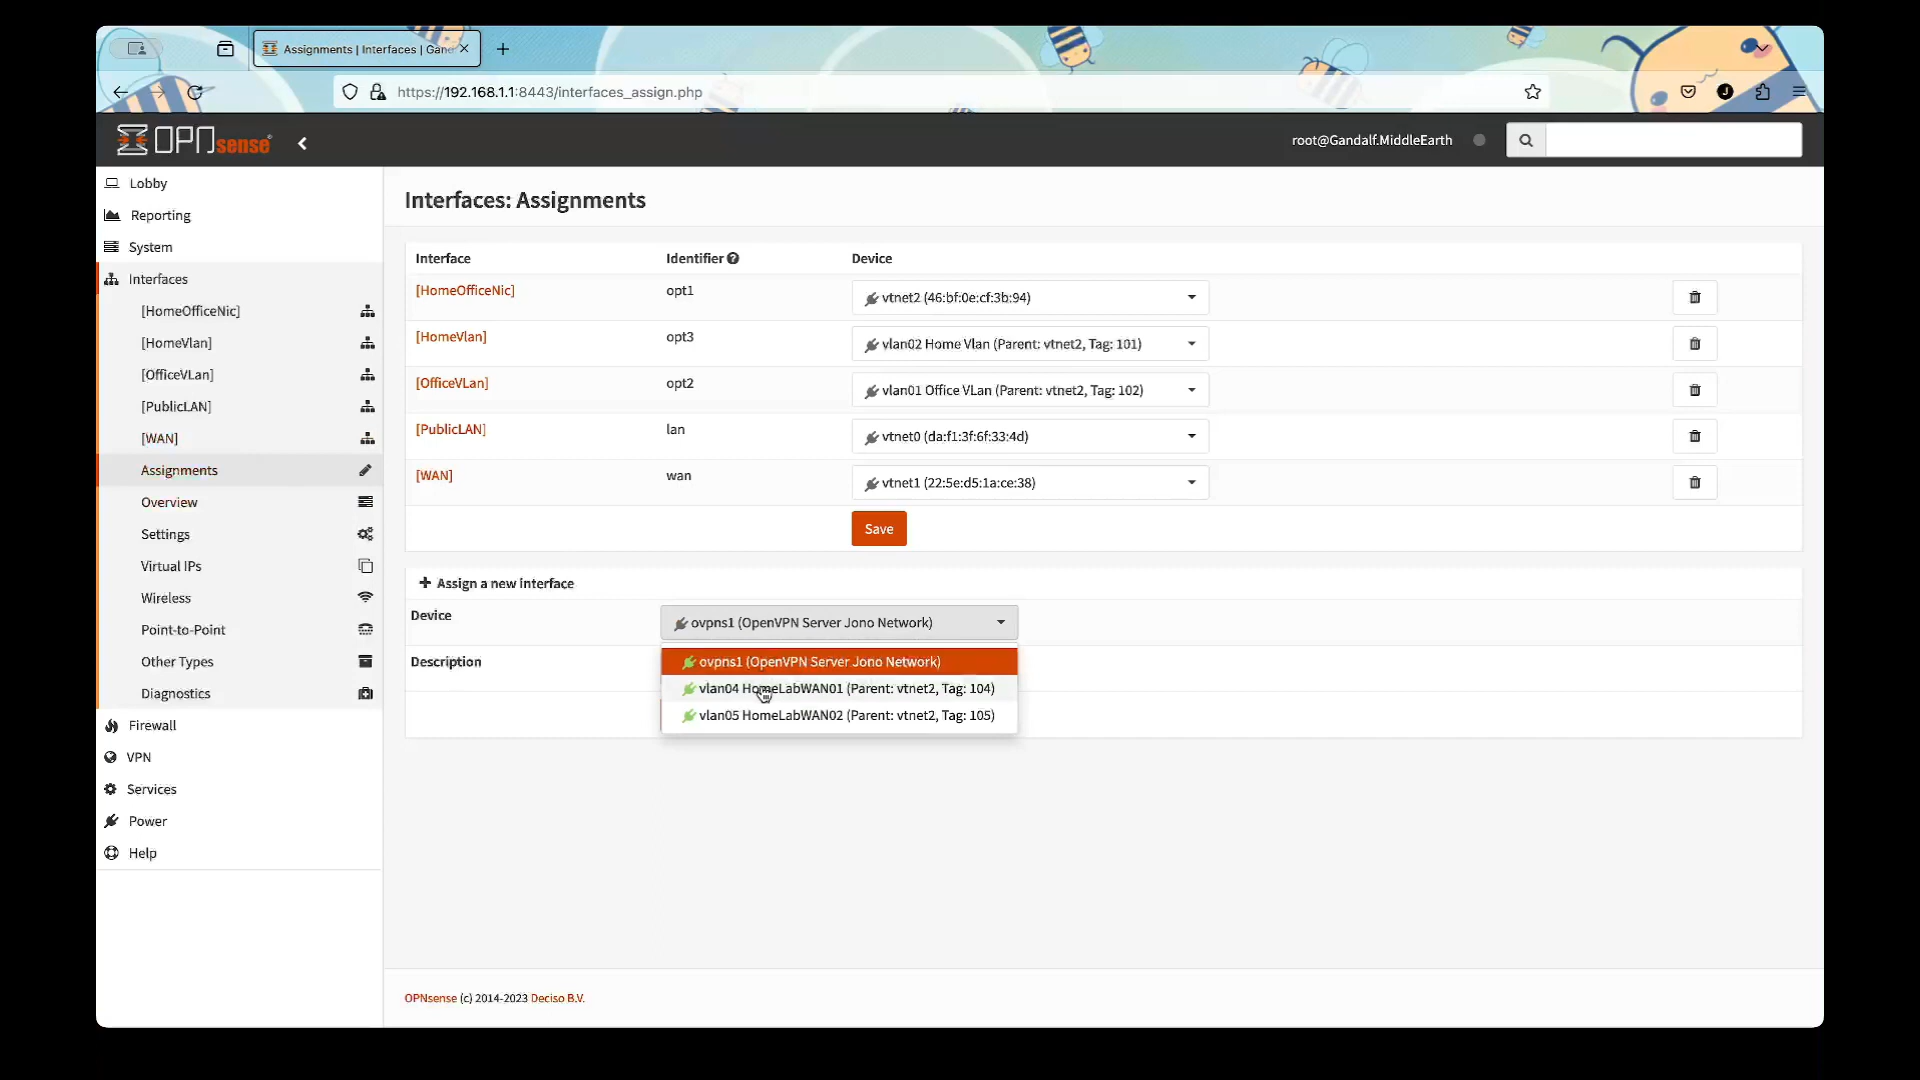 Assignments | Interfaces | Gan
https://192.168.1.1:8443/interfaces_assign.php
J
OPNsense
root@Gandalf.MiddleEarth
Lobby
Reporting
System
Interfaces
[HomeOfficeNic]
[HomeVlan]
[OfficeVLan]
[PublicLAN]
[WAN]
Assignments
Overview
Settings
Virtual IPs
Wireless
Point-to-Point
Other Types
Diagnostics
Firewall
VPN
Services
Power
Help
Interfaces: Assignments
Interface Identifier Device
[HomeOfficeNic] opt1 vtnet2 (46:bf:0e:cf:3b:94)
[HomeVlan] opt3 vlan02 Home Vlan (Parent: vtnet2, Tag: 101)
[OfficeVLan] opt2 vlan01 Office VLan (Parent: vtnet2, Tag: 102)
[PublicLAN] lan vtnet0 (da:f1:3f:6f:33:4d)
[WAN] wan vtnet1 (22:5e:d5:1a:ce:38)
Save
+ Assign a new interface
Device ovpns1 (OpenVPN Server Jono Network)
ovpns1 (OpenVPN Server Jono Network)
Description
vlan04 HomeLabWAN01 (Parent: vtnet2, Tag: 104)
vlan05 HomeLabWAN02 (Parent: vtnet2, Tag: 105)
OPNsense (c) 2014-2023 Deciso B.V.